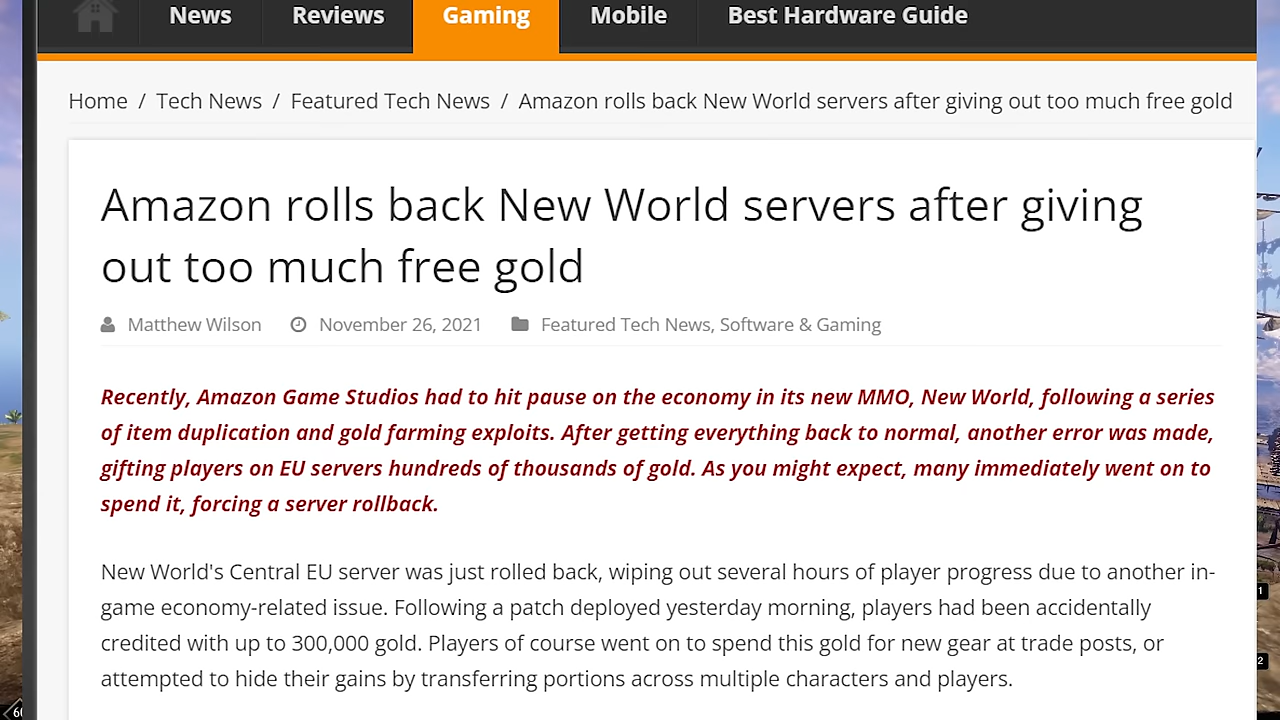 News Reviews Gaming Mobile Best Hardware Guide
Home / Tech News / Featured Tech News / Amazon rolls back New World servers after giving out too much free gold
Amazon rolls back New World servers after giving
out too much free gold
Matthew Wilson November 26, 2021 Featured Tech News, Software & Gaming
Recently, Amazon Game Studios had to hit pause on the economy in its new MMO, New World, following a series
of item duplication and gold farming exploits. After getting everything back to normal, another error was made,
gifting players on EU servers hundreds of thousands of gold. As you might expect, many immediately went on to
spend it, forcing a server rollback.
New World's Central EU server was just rolled back, wiping out several hours of player progress due to another in-
game economy-related issue. Following a patch deployed yesterday morning, players had been accidentally
1
credited with up to 300,000 gold. Players of course went on to spend this gold for new gear at trade posts, or
2
attempted to hide their gains by transferring portions across multiple characters and players.